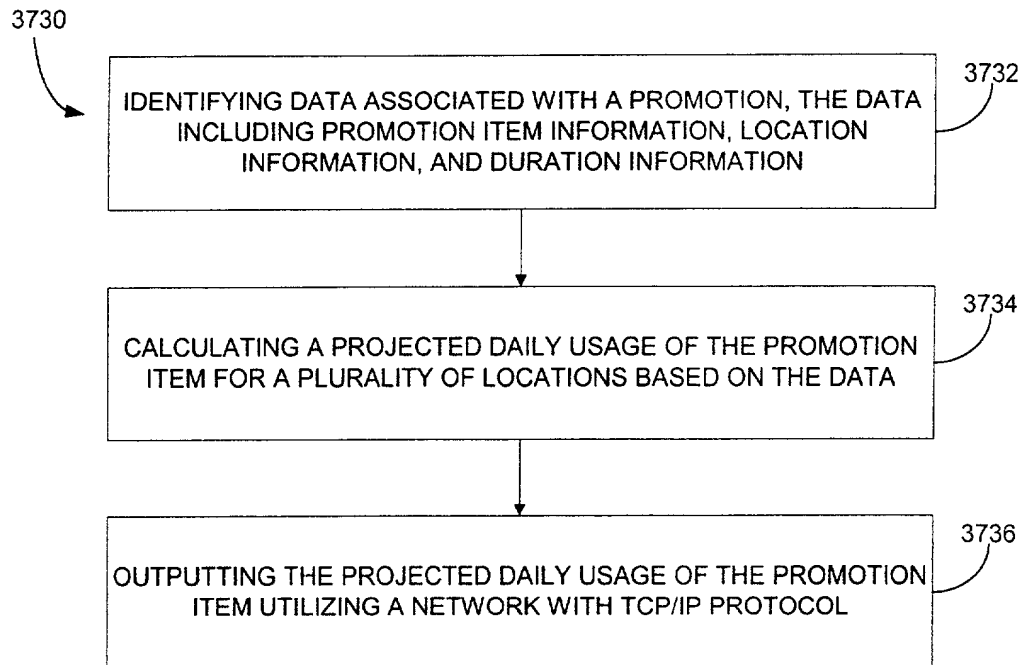 3730
3732
IDENTIFYING DATA ASSOCIATED WITH A PROMOTION, THE DATA
INCLUDING PROMOTION ITEM INFORMATION, LOCATION
INFORMATION, AND DURATION INFORMATION
3734
CALCULATING A PROJECTED DAILY USAGE OF THE PROMOTION
ITEM FOR A PLURALITY OF LOCATIONS BASED ON THE DATA
3736
OUTPUTTING THE PROJECTED DAILY USAGE OF THE PROMOTION
ITEM UTILIZING A NETWORK WITH TCP/IP PROTOCOL